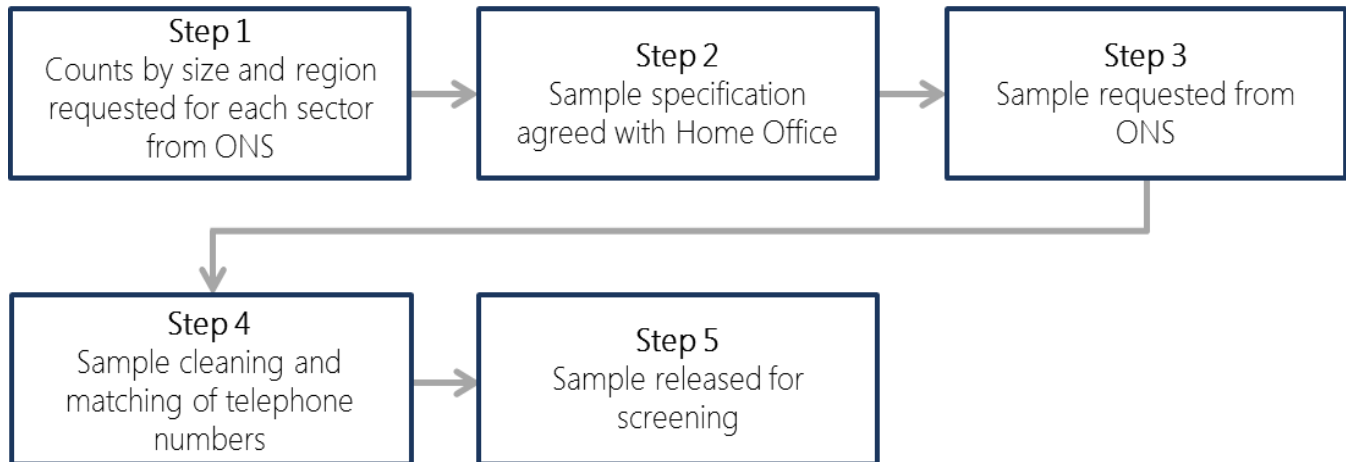 Step 1
Counts by size and region
requested for each sector
from ONS
Step 2
Sample specification
agreed with Home Office
Step 3
Sample requested from
ONS
Step 4
Sample cleaning and
matching of telephone
numbers
Step 5
Sample released for
screening